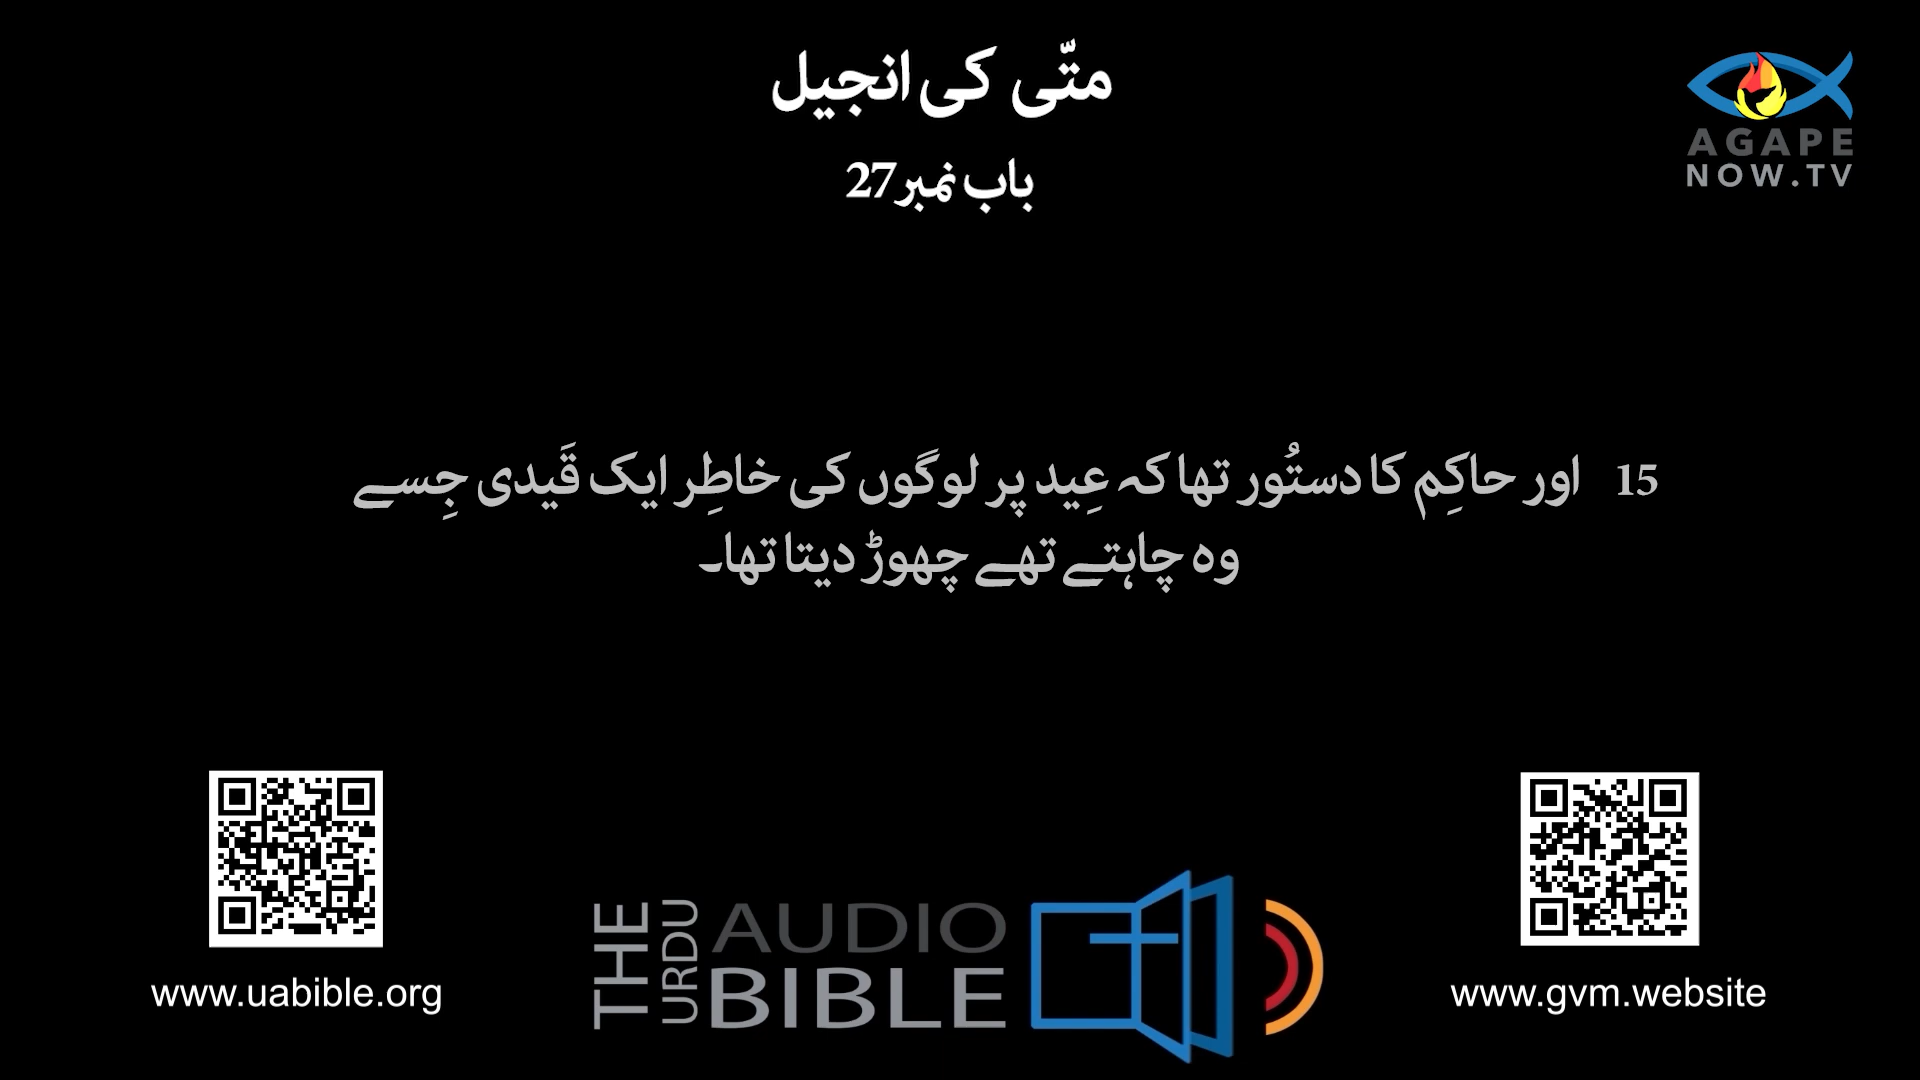 متّی کی انجیل
باب نمبر27
AGAPE
NOW.TV
15 اور حاکِم کا دستُور تھا کہ عِید پر لوگوں کی خاطِر ایک قَیدی جِسے
وہ چاہتے تھے چھوڑ دیتا تھا۔
THE
URDU
AUDIO
BIBLE
www.uabible.org
www.gvm.website